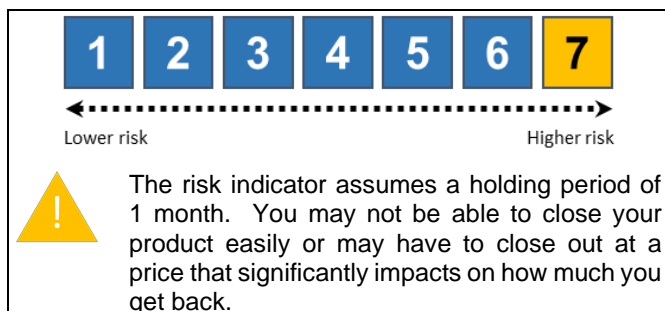 1 2 3 4 5 6 7
Lower risk Higher risk
!
The risk indicator assumes a holding period of
1 month. You may not be able to close your
product easily or may have to close out at a
price that significantly impacts on how much you
get back.